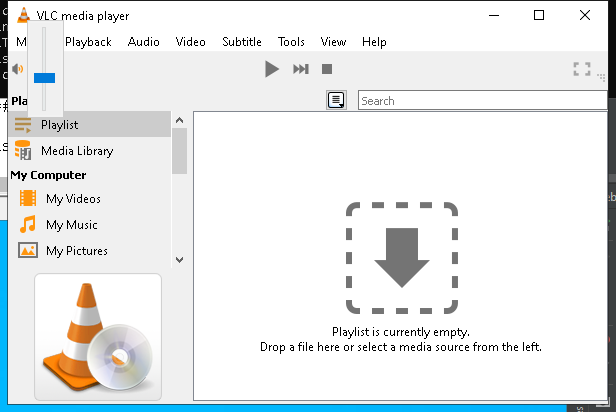 VLC media player
Playback Audio Video Subtitle Tools View Help
Search
Playlist
Media Library
My Computer
My Videos
My Music
My Pictures
Playlist is currently empty.
Drop a file here or select a media source from the left.